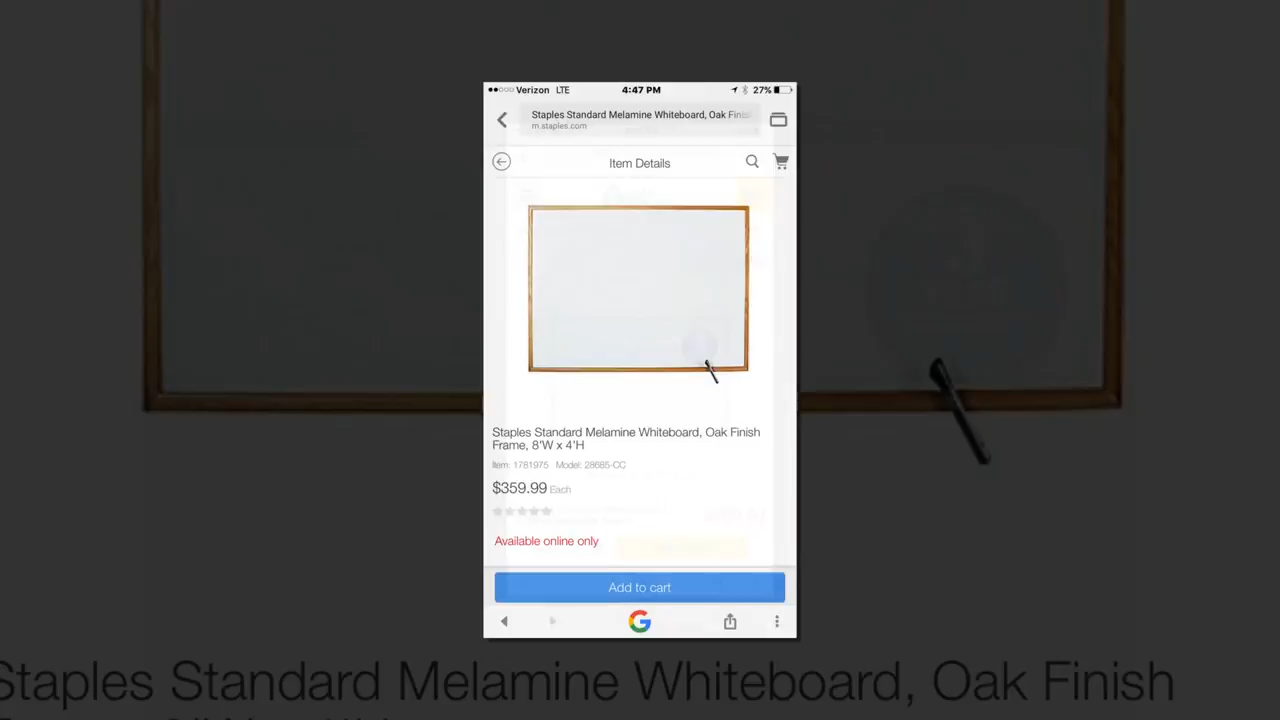 Verizon LTE 4:47 PM 27%
Staples Standard Melamine Whiteboard, Oak Finish
m.staples.com
Item Details
Staples Standard Melamine Whiteboard, Oak Finish
Frame, 8'W x 4'H
Item: 1781975 Model: 28685-CC
$359.99 Each
Available online only
Add to cart
Staples Standard Melamine Whiteboard, Oak Finish